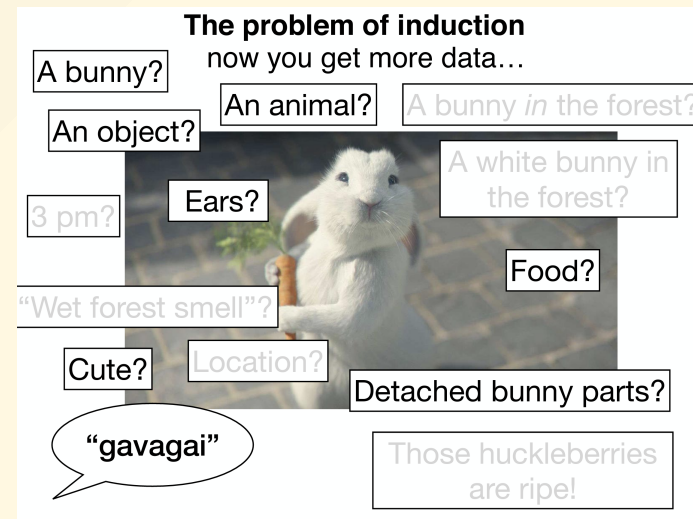 The problem of induction
now you get more data…
A bunny?
An animal?
A bunny in the forest?
An object?
A white bunny in
the forest?
Ears?
3 pm?
Food?
“Wet forest smell”?
Location?
Cute?
Detached bunny parts?
“gavagai”
Those huckleberries
are ripe!